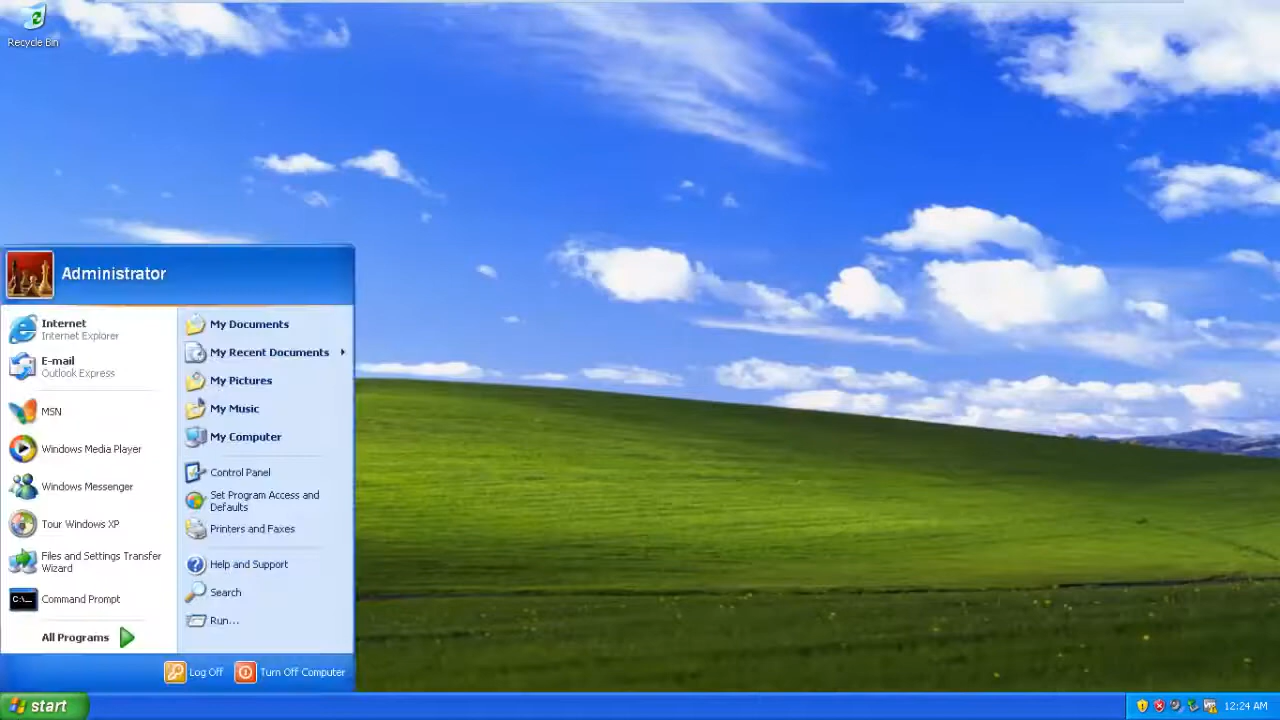 Recycle Bin
Administrator
Internet
Internet Explorer
E-mail
Outlook Express
MSN
Windows Media Player
Windows Messenger
Tour Windows XP
Files and Settings Transfer
Wizard
C:\_
Command Prompt
All Programs
My Documents
My Recent Documents
My Pictures
My Music
My Computer
Control Panel
Set Program Access and
Defaults
Printers and Faxes
Help and Support
Search
Run...
Log Off
Turn Off Computer
start
12:24 AM